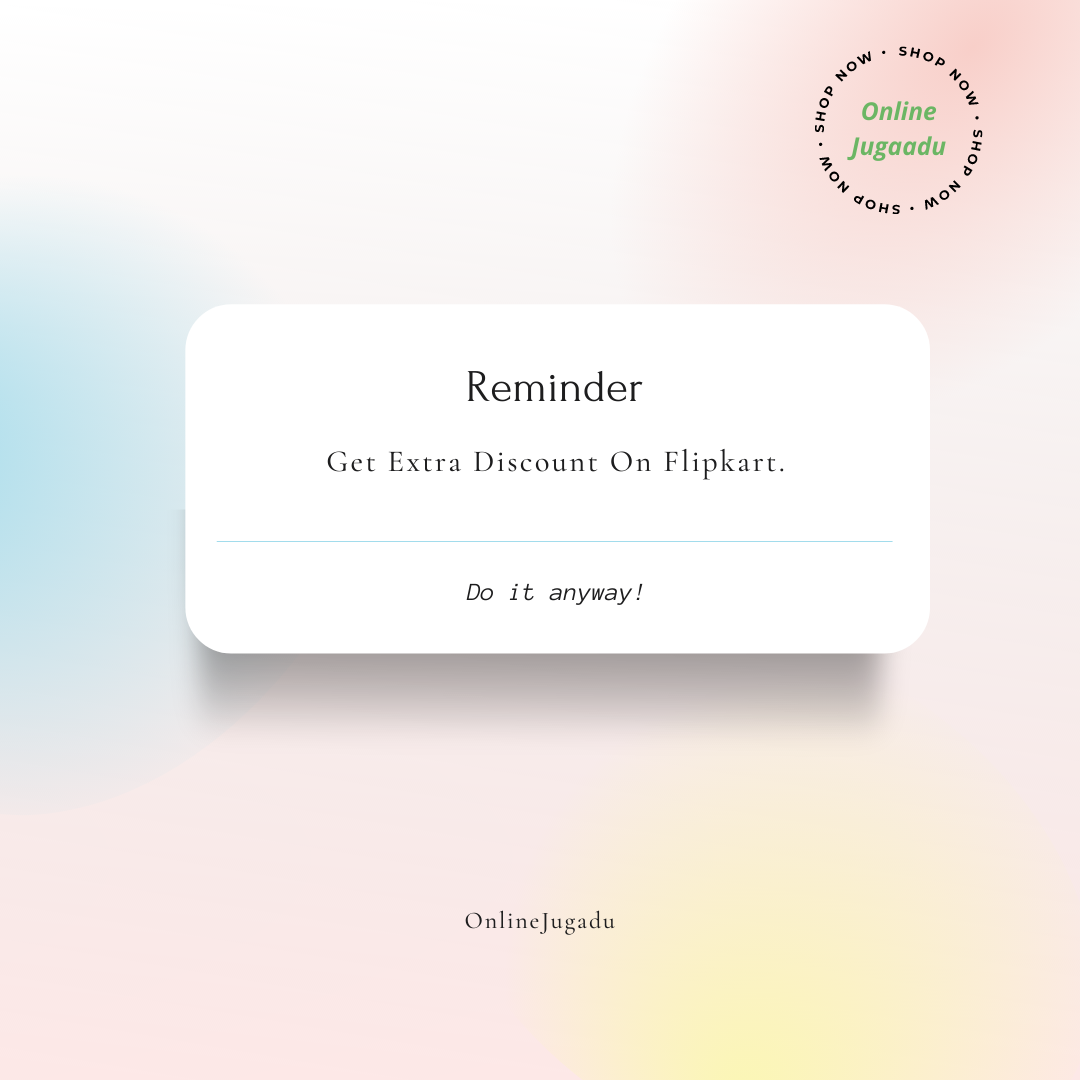 SHOP NOW • SHOP NOW • SHOP NOW • SHOP NOW •
Online
Jugaadu
Reminder
Get Extra Discount On Flipkart.
Do it anyway!
OnlineJugadu